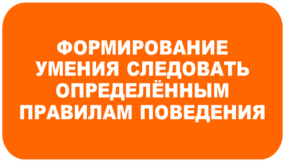 ФОРМИРОВАНИЕ
УМЕНИЯ СЛЕДОВАТЬ
ОПРЕДЕЛЁННЫМ
ПРАВИЛАМ ПОВЕДЕНИЯ